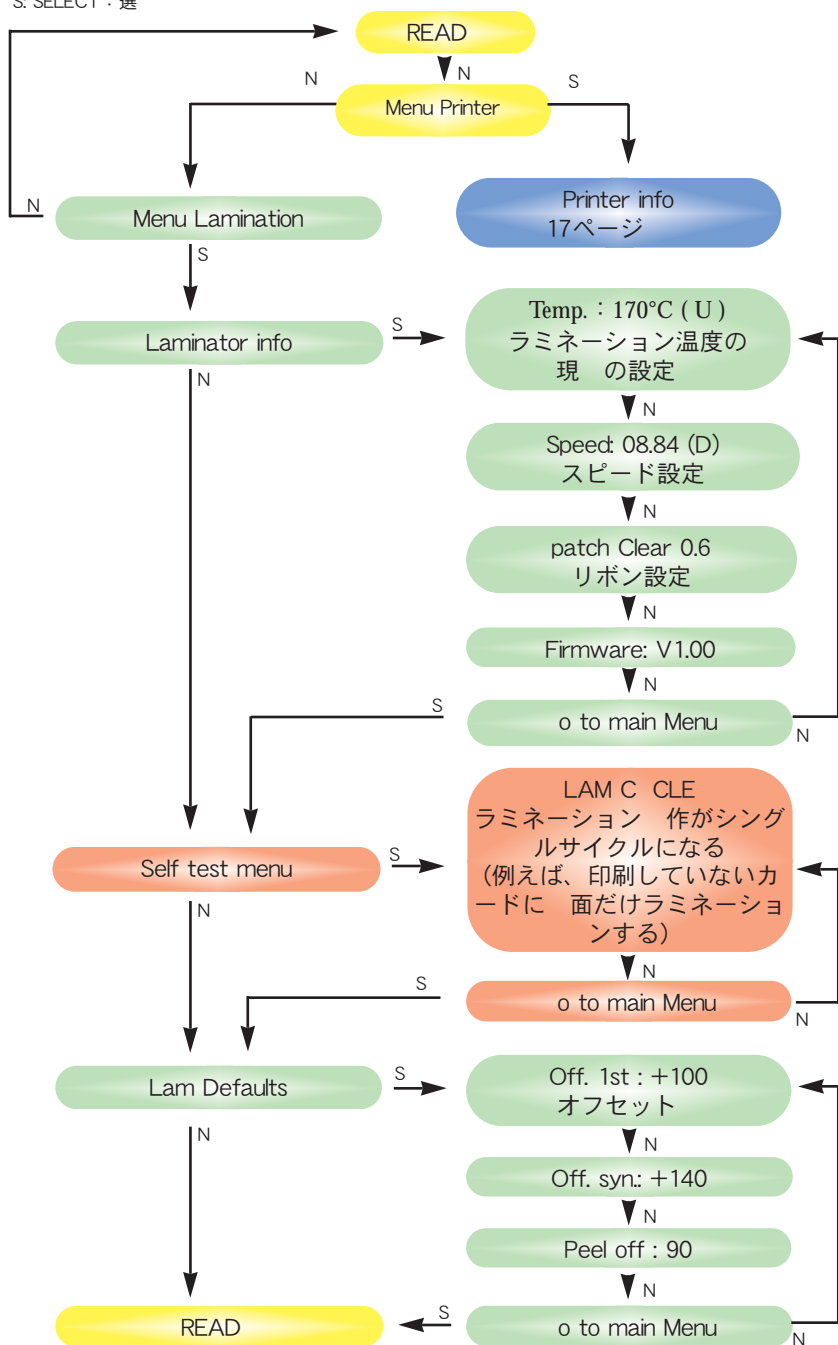 S: SELECT：選
READ
N
N
S
Menu Printer
N
Menu Lamination
Printer info
17ページ
S
Laminator info
S
Temp.：170°C ( U )
ラミネーション温度の
現 の設定
N
N
Speed: 08.84 (D)
スピード設定
N
patch Clear 0.6
リボン設定
N
Firmware: V1.00
N
S
o to main Menu
N
Self test menu
S
LAM C CLE
ラミネーション 作がシング
ルサイクルになる
(例えば、印刷していないカ
ードに 面だけラミネーショ
ンする)
N
N
S
o to main Menu
N
Lam Defaults
S
Off. 1st : +100
オフセット
N
N
Off. syn.: +140
N
Peel off : 90
N
READ
S
o to main Menu
N